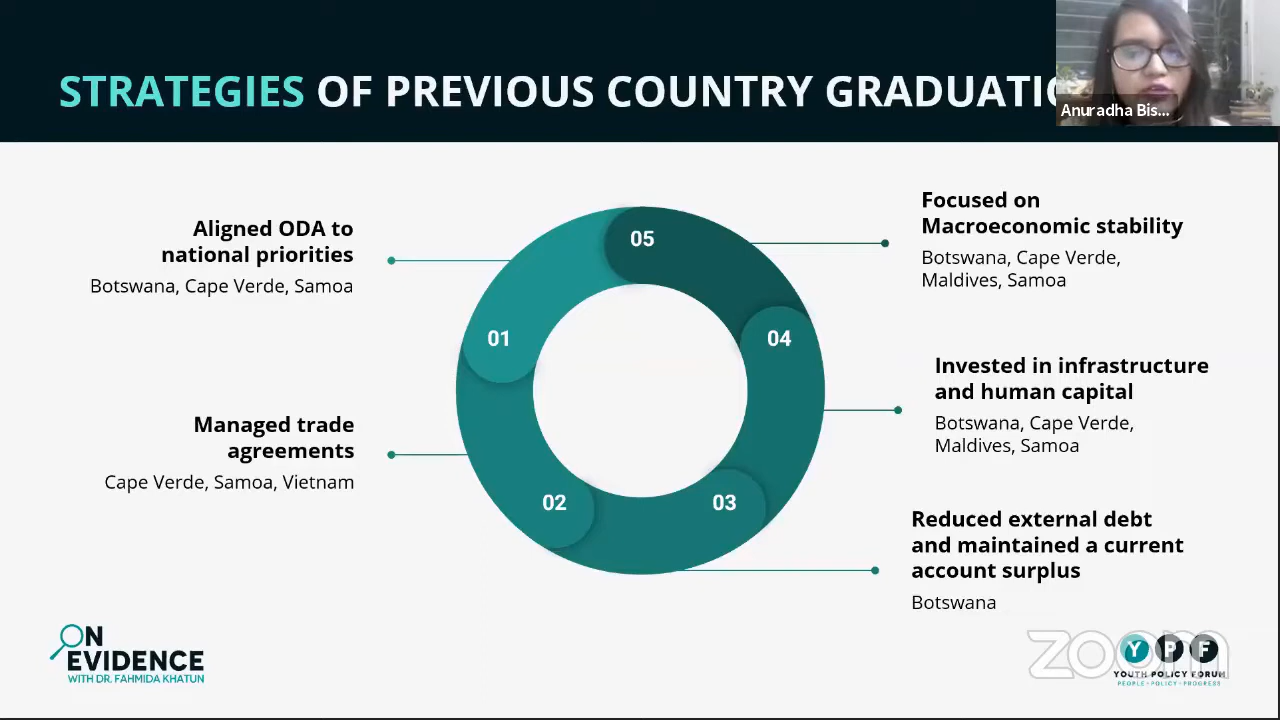 STRATEGIES OF PREVIOUS COUNTRY
Anuradha Bis...
Aligned ODA to
national priorities
Botswana, Cape Verde, Samoa
Managed trade
agreements
Cape Verde, Samoa, Vietnam
05
01
04
02
03
Focused on
Macroeconomic stability
Botswana, Cape Verde,
Maldives, Samoa
Invested in infrastructure
and human capital
Botswana, Cape Verde,
Maldives, Samoa
Reduced external debt
and maintained a current
account surplus
Botswana
ON
EVIDENCE
WITH DR. FAHMIDA KHATUN
zoom
Y P F
YOUTH POLICY FORUM
PEOPLE • POLICY • PROGRESS